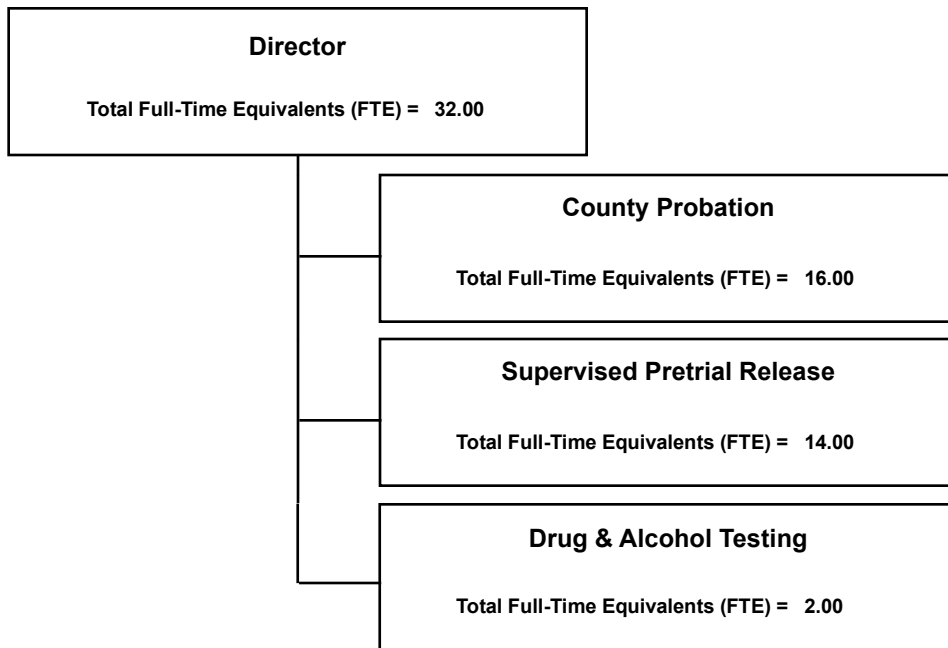 Director
Total Full-Time Equivalents (FTE) = 32.00
County Probation
Total Full-Time Equivalents (FTE) = 16.00
Supervised Pretrial Release
Total Full-Time Equivalents (FTE) = 14.00
Drug & Alcohol Testing
Total Full-Time Equivalents (FTE) = 2.00